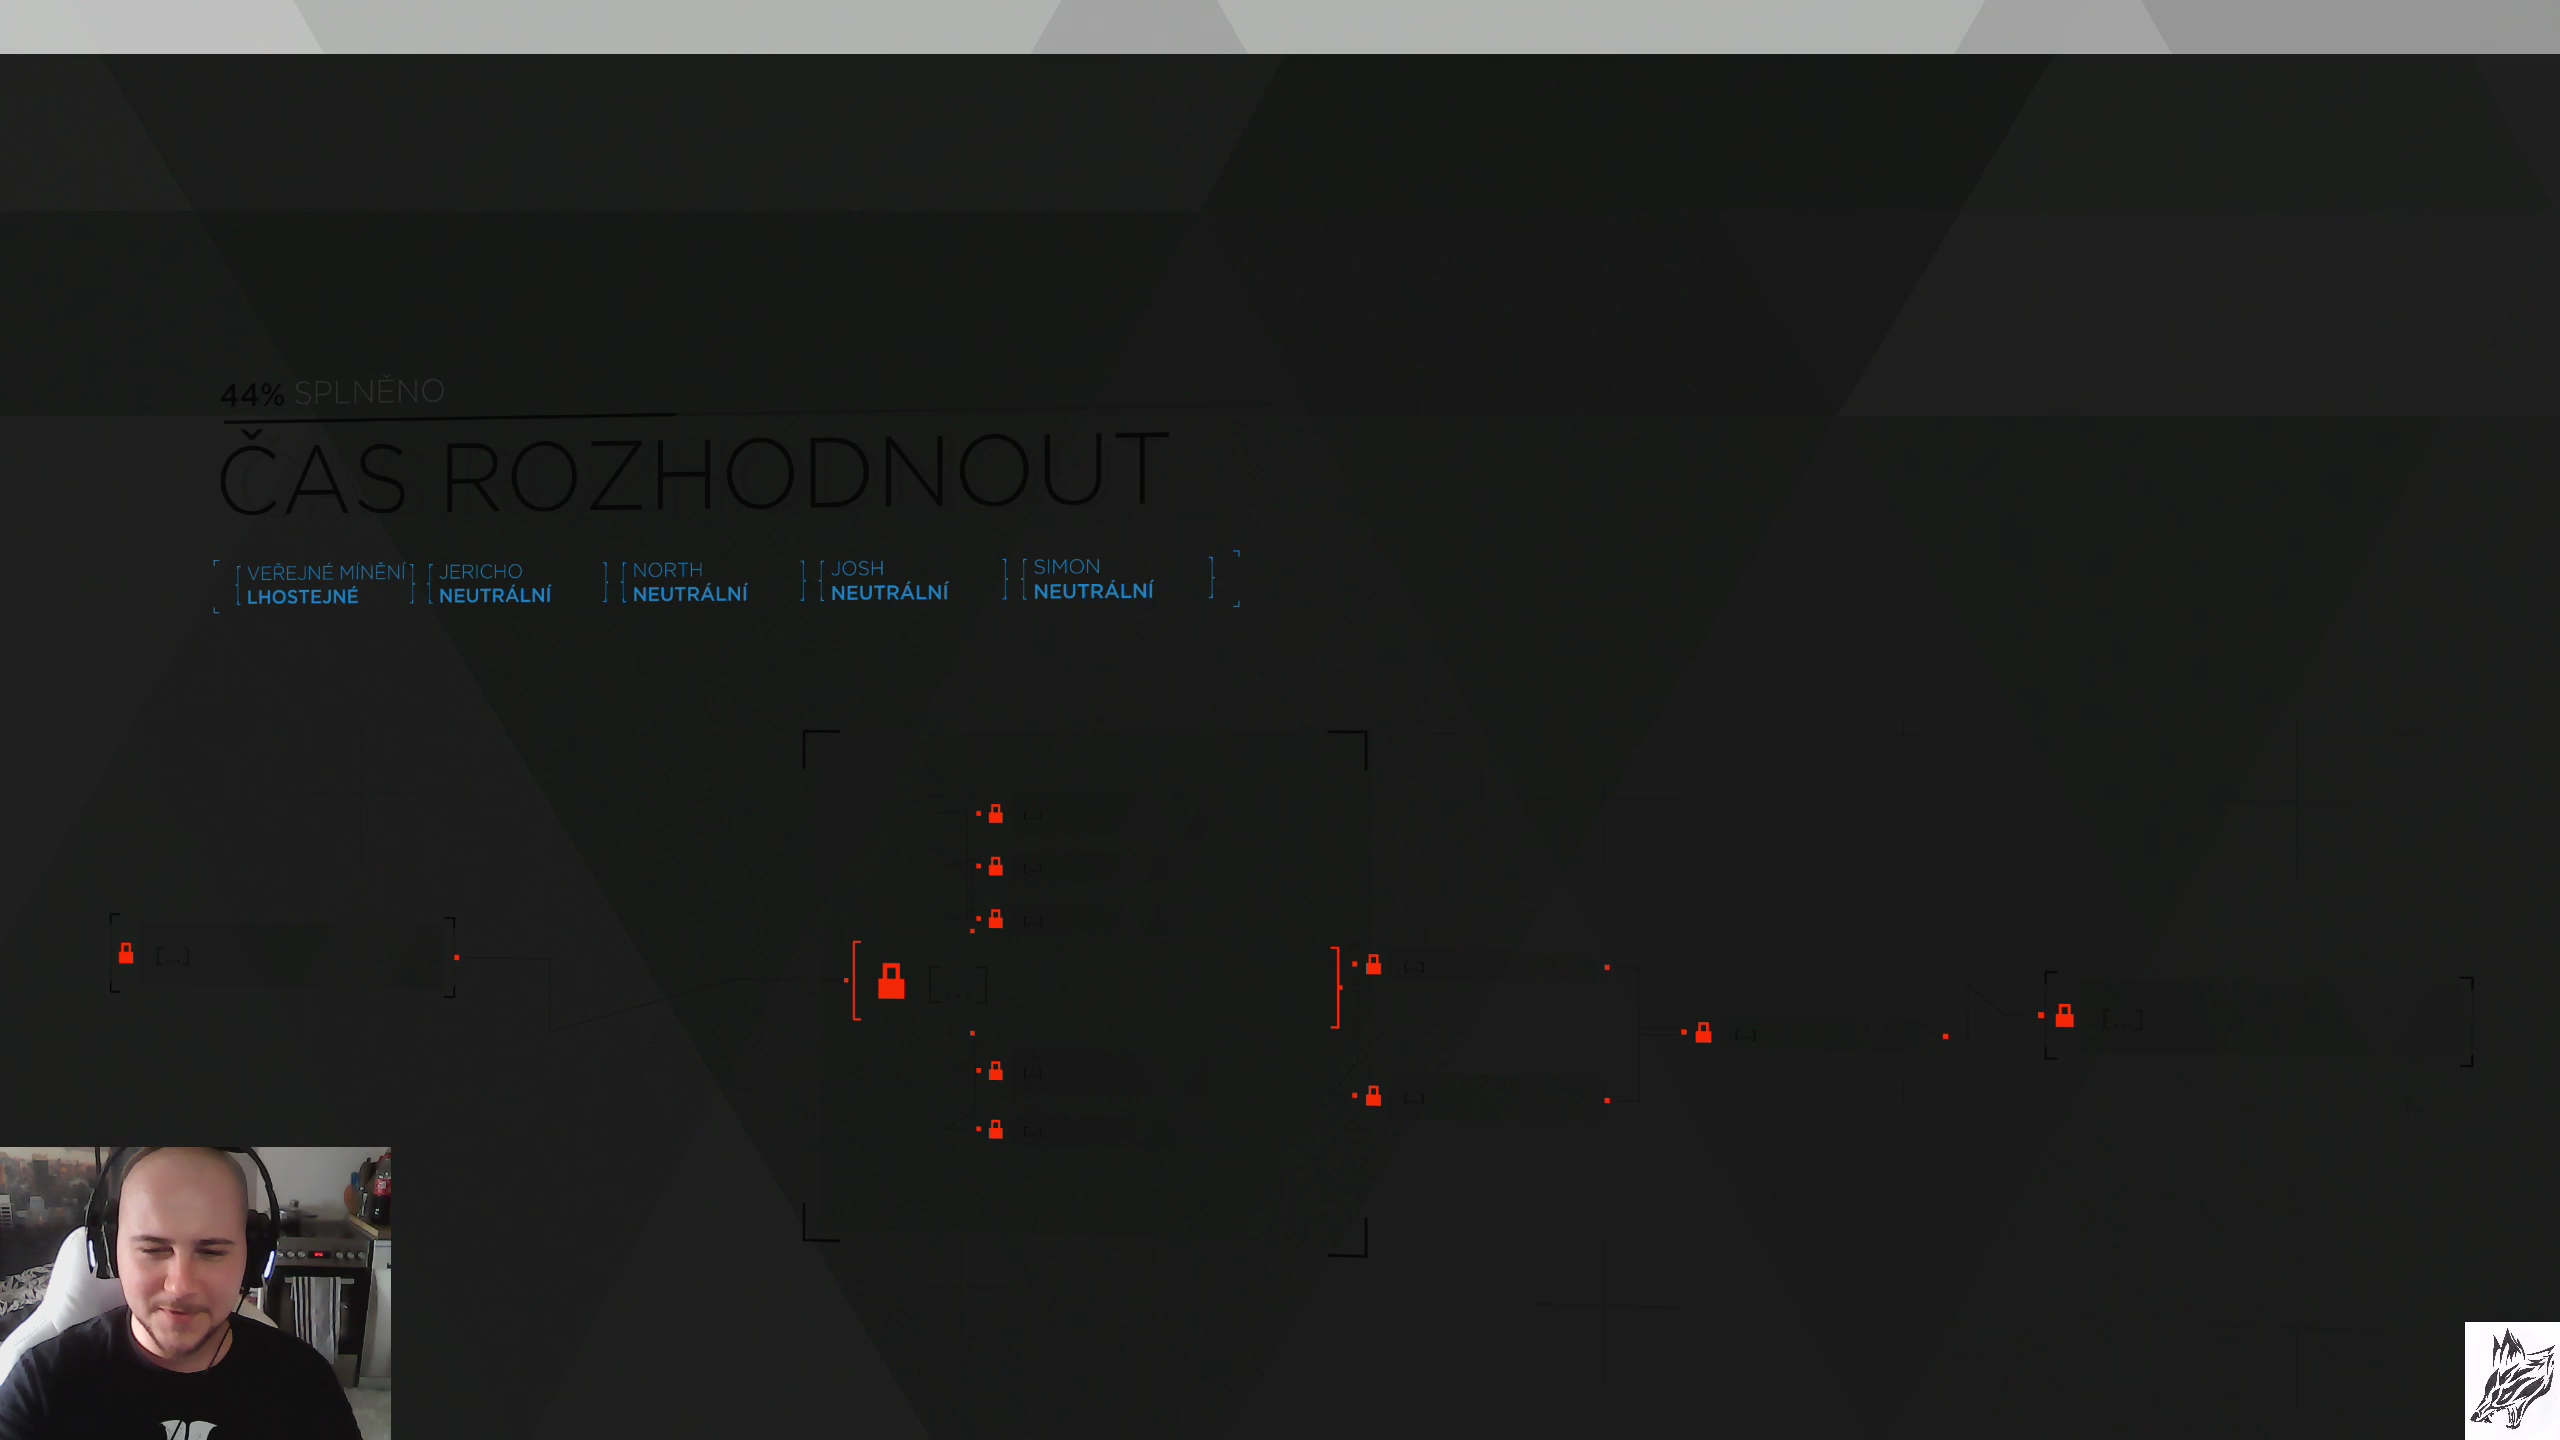 44% SPLNĚNO
ČAS ROZHODNOUT
VEŘEJNÉ MÍNĚNÍ
LHOSTEJNÉ
JERICHO
NEUTRÁLNÍ
NORTH
NEUTRÁLNÍ
JOSH
NEUTRÁLNÍ
SIMON
NEUTRÁLNÍ
[...]
[...]
[...]
[...]
[...]
[...]
[...]
[...]
[...]
[...]
[...]